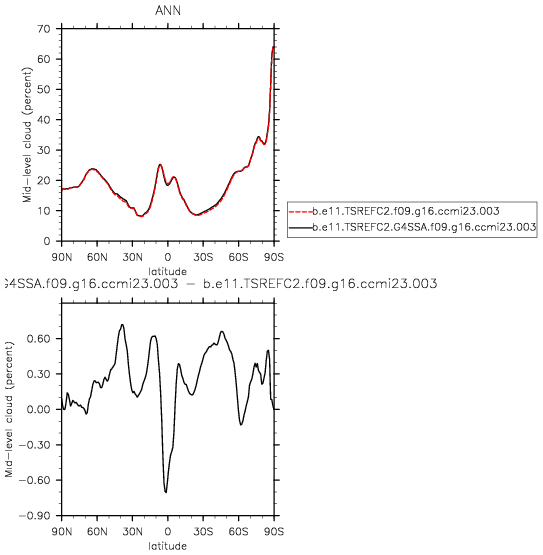 ANN
70
60
50
40
30
20
10
0
Mid-level cloud (percent)
90N 60N 30N 0 30S 60S 90S
latitude
b.e11.TSREFC2.f09.g16.ccmi23.003
b.e11.TSREFC2.G4SSA.f09.g16.ccmi23.003
G4SSA.f09.g16.ccmi23.003 − b.e11.TSREFC2.f09.g16.ccmi23.003
0.60
0.30
0.00
−0.30
−0.60
−0.90
Mid-level cloud (percent)
90N 60N 30N 0 30S 60S 90S
latitude